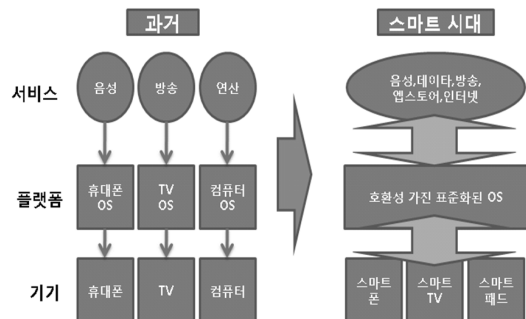 과거
스마트 시대
서비스
음성
방송
연산
음성,데이타,방송,
앱스토어,인터넷
플랫폼
휴대폰
OS
TV
OS
컴퓨터
OS
호환성 가진 표준화된 OS
기기
휴대폰
TV
컴퓨터
스마트
폰
스마트
TV
스마트
패드